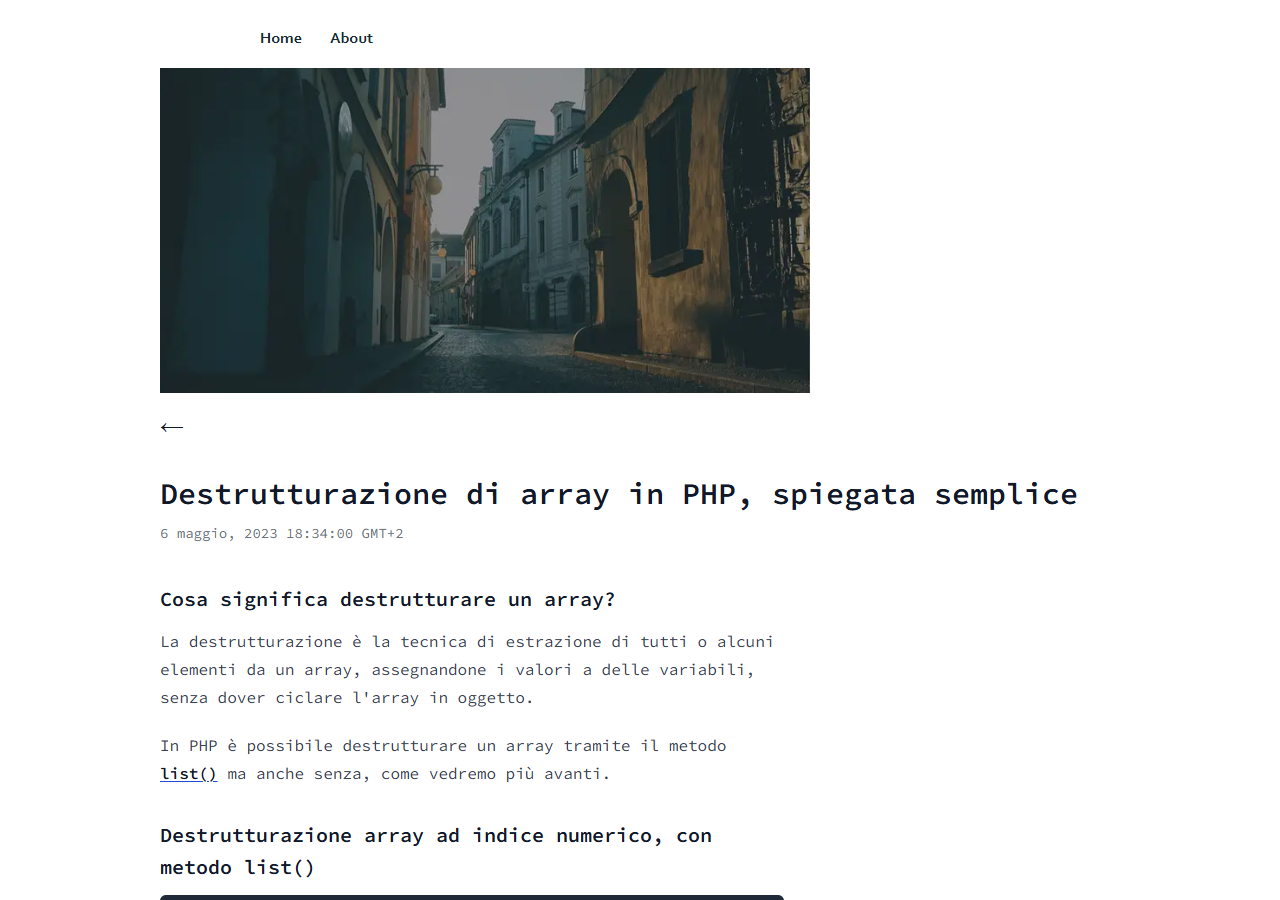 Home About
←
Destrutturazione di array in PHP, spiegata semplice
6 maggio, 2023 18:34:00 GMT+2
Cosa significa destrutturare un array?
La destrutturazione è la tecnica di estrazione di tutti o alcuni
elementi da un array, assegnandone i valori a delle variabili,
senza dover ciclare l'array in oggetto.
In PHP è possibile destrutturare un array tramite il metodo
list() ma anche senza, come vedremo più avanti.
Destrutturazione array ad indice numerico, con
metodo list()